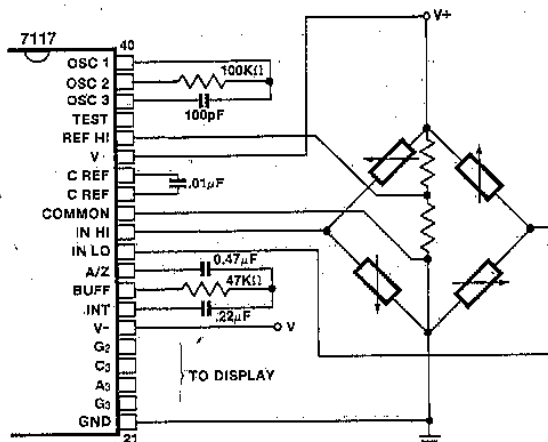 7117
40
V+
OSC 1
OSC 2
100KΩ
OSC 3
100pF
TEST
REF HI
V
C REF
C REF
.01µF
COMMON
IN HI
IN LO
A/Z
0.47µF
BUFF
47KΩ
INT
.22µF
V-
V
G2
C3
TO DISPLAY
A3
G3
GND
21